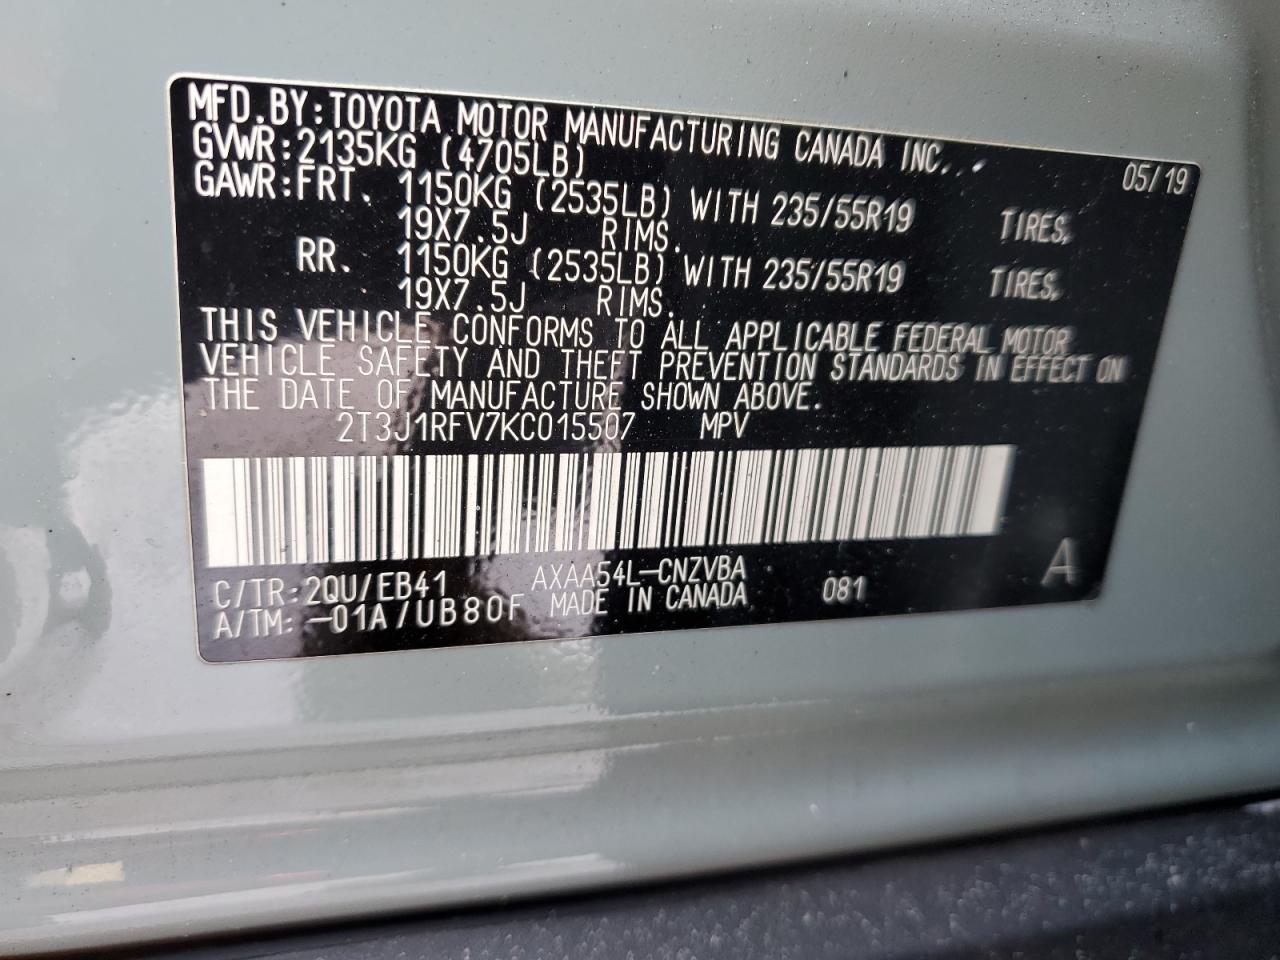 MFD.BY:TOYOTA MOTOR MANUFACTURING CANADA INC. 05/19
GVWR:2135KG (4705LB)
GAWR:FRT. 1150KG (2535LB) WITH 235/55R19 TIRES,
19X7.5J RIMS.
RR. 1150KG (2535LB) WITH 235/55R19 TIRES,
19X7.5J RIMS.
THIS VEHICLE CONFORMS TO ALL APPLICABLE FEDERAL MOTOR
VEHICLE SAFETY AND THEFT PREVENTION STANDARDS IN EFFECT ON
THE DATE OF MANUFACTURE SHOWN ABOVE.
2T3J1RFV7KC015507 MPV
C/TR:2QU/EB41 AXAA54L-CNZVBA
A/TM:-01A/UB80F MADE IN CANADA 081 A